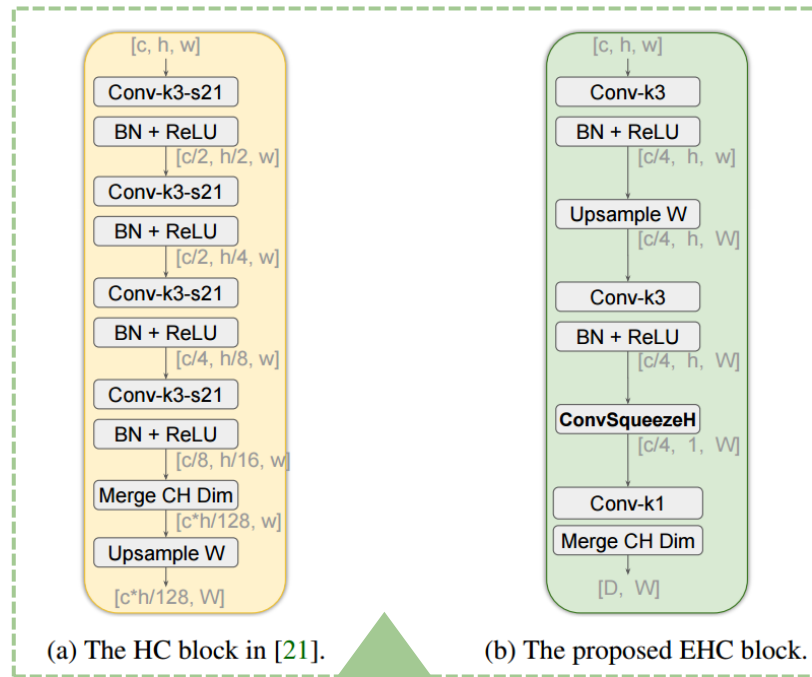 [c, h, w]
Conv-k3-s21
BN + ReLU
[c/2, h/2, w]
Conv-k3-s21
BN + ReLU
[c/2, h/4, w]
Conv-k3-s21
BN + ReLU
[c/4, h/8, w]
Conv-k3-s21
BN + ReLU
[c/8, h/16, w]
Merge CH Dim
[c*h/128, w]
Upsample W
[c*h/128, W]
(a) The HC block in [21].
[c, h, w]
Conv-k3
BN + ReLU
[c/4, h, w]
Upsample W
[c/4, h, W]
Conv-k3
BN + ReLU
[c/4, h, W]
ConvSqueezeH
[c/4, 1, W]
Conv-k1
Merge CH Dim
[D, W]
(b) The proposed EHC block.